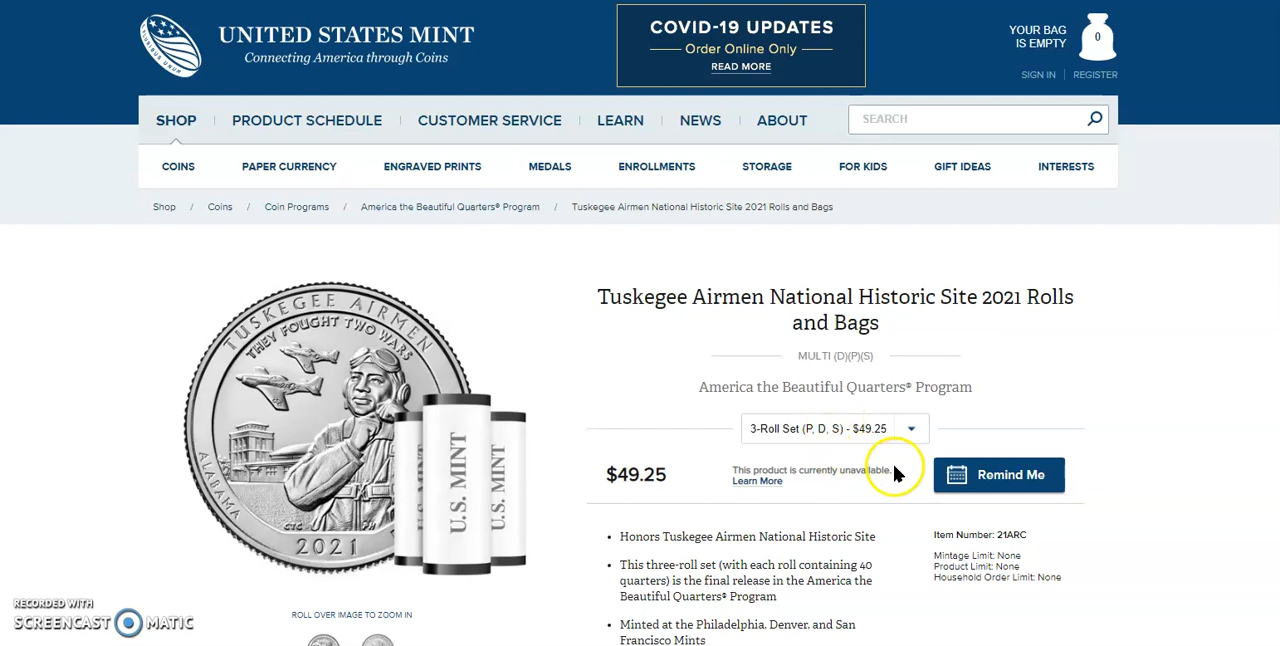 PLURIBUS UNUM
UNITED STATES MINT
Connecting America through Coins
COVID-19 UPDATES
Order Online Only
READ MORE
YOUR BAG
IS EMPTY
0
SIGN IN
REGISTER
SHOP
PRODUCT SCHEDULE
CUSTOMER SERVICE
LEARN
NEWS
ABOUT
SEARCH
COINS
PAPER CURRENCY
ENGRAVED PRINTS
MEDALS
ENROLLMENTS
STORAGE
FOR KIDS
GIFT IDEAS
INTERESTS
Shop / Coins / Coin Programs / America the Beautiful Quarters® Program / Tuskegee Airmen National Historic Site 2021 Rolls and Bags
TUSKEGEE AIRMEN
THEY FOUGHT TWO WARS
ALABAMA
CTC
PH
2021
U.S. MINT
U.S. MINT
U.S. MINT
ROLL OVER IMAGE TO ZOOM IN
Tuskegee Airmen National Historic Site 2021 Rolls
and Bags
MULTI (D)(P)(S)
America the Beautiful Quarters® Program
3-Roll Set (P, D, S) - $49.25
$49.25
This product is currently unavailable.
Learn More
Remind Me
• Honors Tuskegee Airmen National Historic Site
• This three-roll set (with each roll containing 40
quarters) is the final release in the America the
Beautiful Quarters® Program
• Minted at the Philadelphia, Denver, and San
Francisco Mints
Item Number: 21ARC
Mintage Limit: None
Product Limit: None
Household Order Limit: None
RECORDED WITH
SCREENCAST MATIC